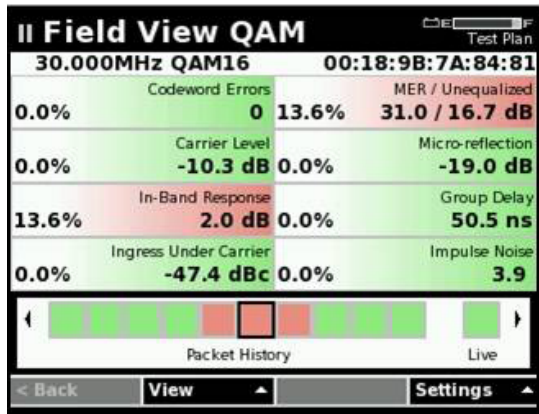 II Field View QAM
E F
Test Plan
30.000MHz QAM16 00:18:9B:7A:84:81
Codeword Errors MER / Unequalized
0.0% 0 13.6% 31.0 / 16.7 dB
Carrier Level Micro-reflection
0.0% -10.3 dB 0.0% -19.0 dB
In-Band Response Group Delay
13.6% 2.0 dB 0.0% 50.5 ns
Ingress Under Carrier Impulse Noise
0.0% -47.4 dBc 0.0% 3.9
Packet History Live
< Back View Settings